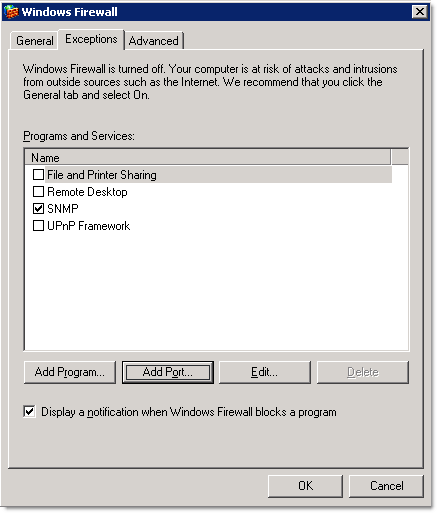 Windows Firewall
General
Exceptions
Advanced
Windows Firewall is turned off. Your computer is at risk of attacks and intrusions
from outside sources such as the Internet. We recommend that you click the
General tab and select On.
Programs and Services:
Name
File and Printer Sharing
Remote Desktop
SNMP
UPnP Framework
Add Program...
Add Port...
Edit...
Delete
Display a notification when Windows Firewall blocks a program
OK
Cancel